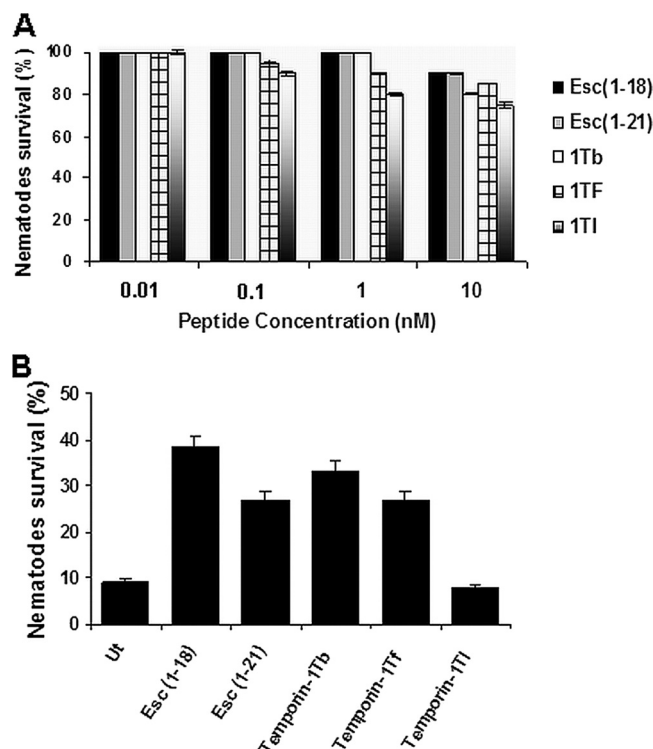 A
Nematodes survival (%)
100
80
60
40
20
0
0.01
0.1
1
10
Peptide Concentration (nM)
Esc(1-18)
Esc(1-21)
1Tb
1TF
1Tl
B
Nematodes survival (%)
50
40
30
20
10
0
Ut
Esc (1-18)
Esc (1-21)
Temporin-1Tb
Temporin-1Tf
Temporin-1Tl